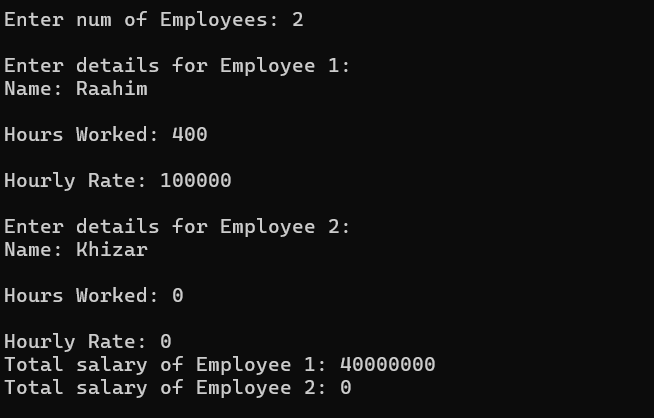 Enter num of Employees: 2
Enter details for Employee 1:
Name: Raahim
Hours Worked: 400
Hourly Rate: 100000
Enter details for Employee 2:
Name: Khizar
Hours Worked: 0
Hourly Rate: 0
Total salary of Employee 1: 40000000
Total salary of Employee 2: 0